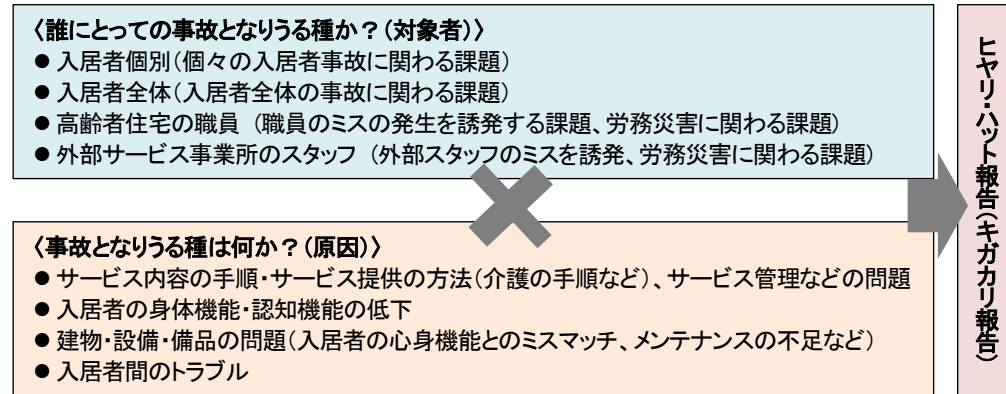 〈誰にとっての事故となりうる種か？（対象者）〉
● 入居者個別（個々の入居者事故に関わる課題）
● 入居者全体（入居者全体の事故に関わる課題）
● 高齢者住宅の職員 （職員のミスの発生を誘発する課題、労務災害に関わる課題）
● 外部サービス事業所のスタッフ （外部スタッフのミスを誘発、労務災害に関わる課題）
〈事故となりうる種は何か？（原因）〉
● サービス内容の手順・サービス提供の方法（介護の手順など）、サービス管理などの問題
● 入居者の身体機能・認知機能の低下
● 建物・設備・備品の問題（入居者の心身機能とのミスマッチ、メンテナンスの不足など）
● 入居者間のトラブル
ヒヤリ・ハット報告（キガカリ報告）